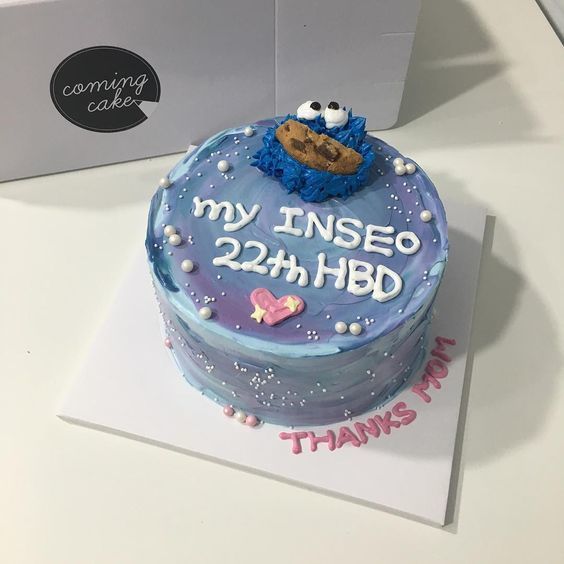 coming
cake
my INSEO
22th HBD
THANKS MOM